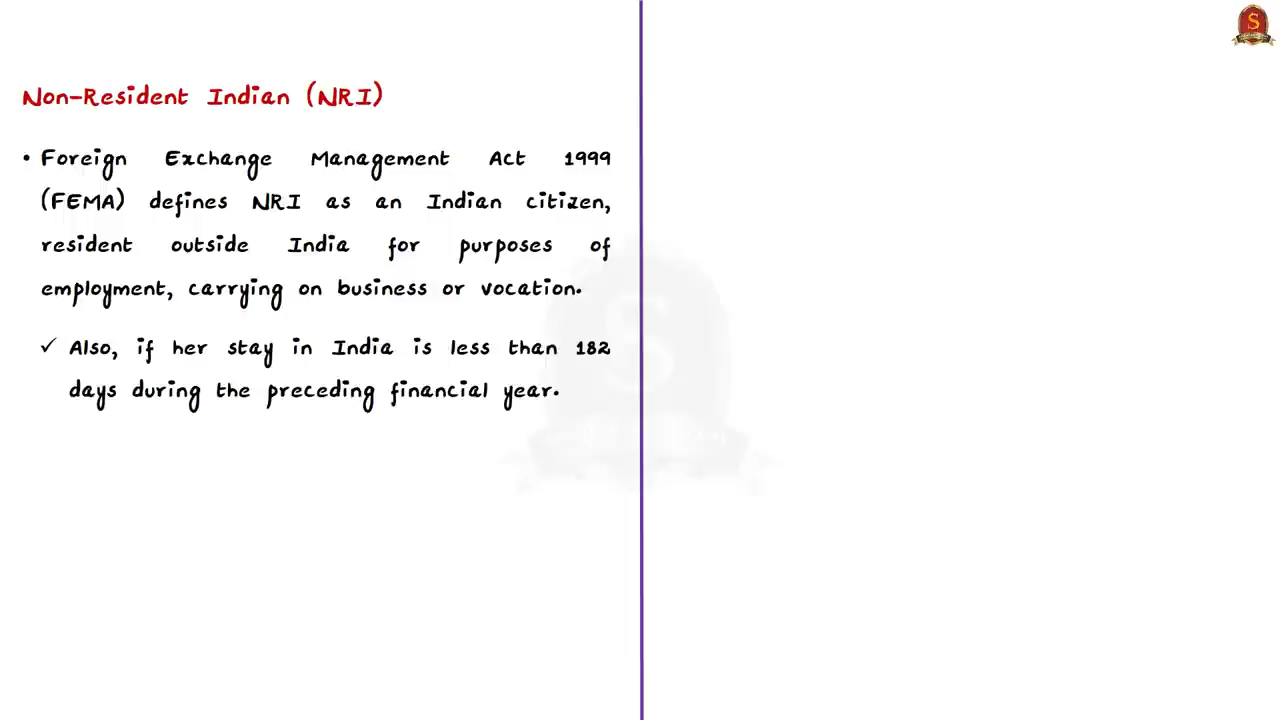 Non-Resident Indian (NRI)
• Foreign Exchange Management Act 1999
(FEMA) defines NRI as an Indian citizen,
resident outside India for purposes of
employment, carrying on business or vocation.
✓ Also, if her stay in India is less than 182
days during the preceding financial year.
S